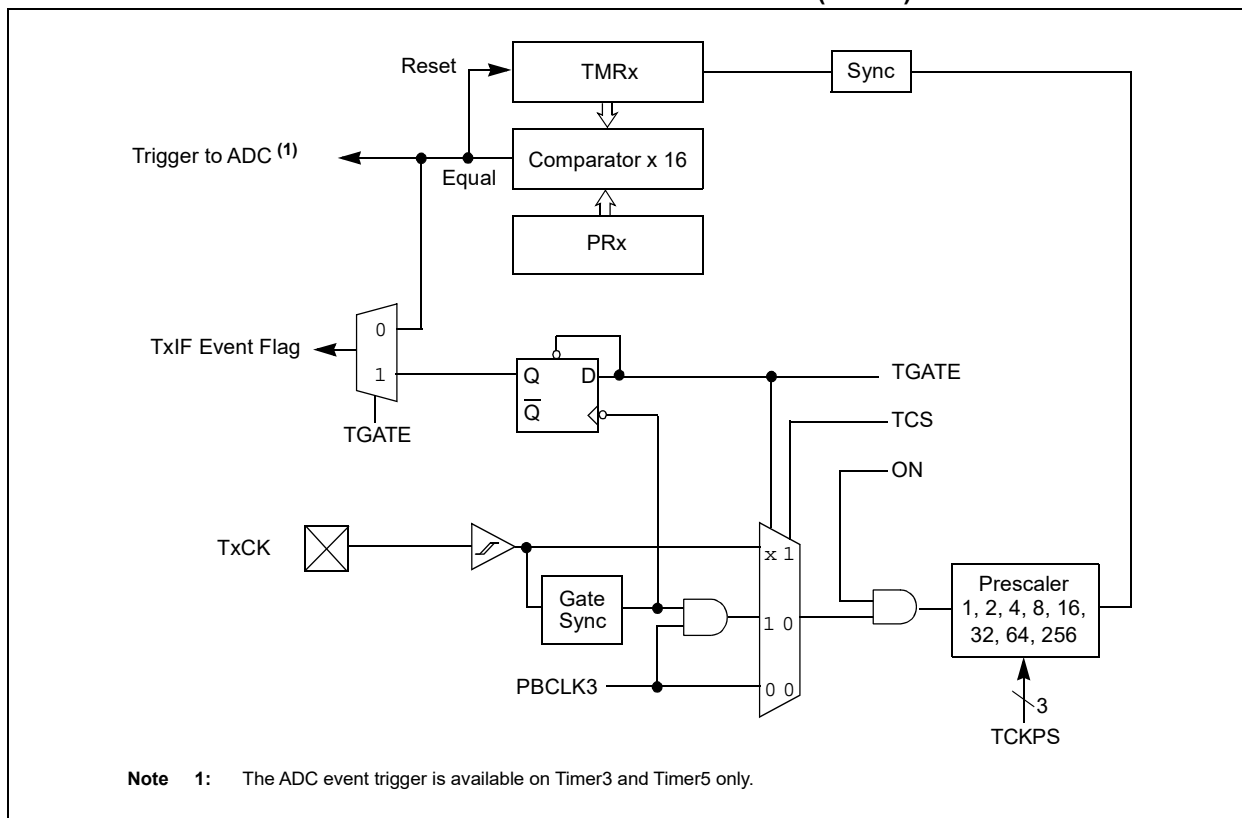 Reset
TMRx
Sync
Trigger to ADC (1)
Equal
Comparator x 16
PRx
0
1
TxIF Event Flag
TGATE
Q
D
Q
TGATE
TCS
ON
TxCK
x 1
Gate
Sync
1 0
PBCLK3
0 0
Prescaler
1, 2, 4, 8, 16,
32, 64, 256
3
TCKPS
Note 1: The ADC event trigger is available on Timer3 and Timer5 only.